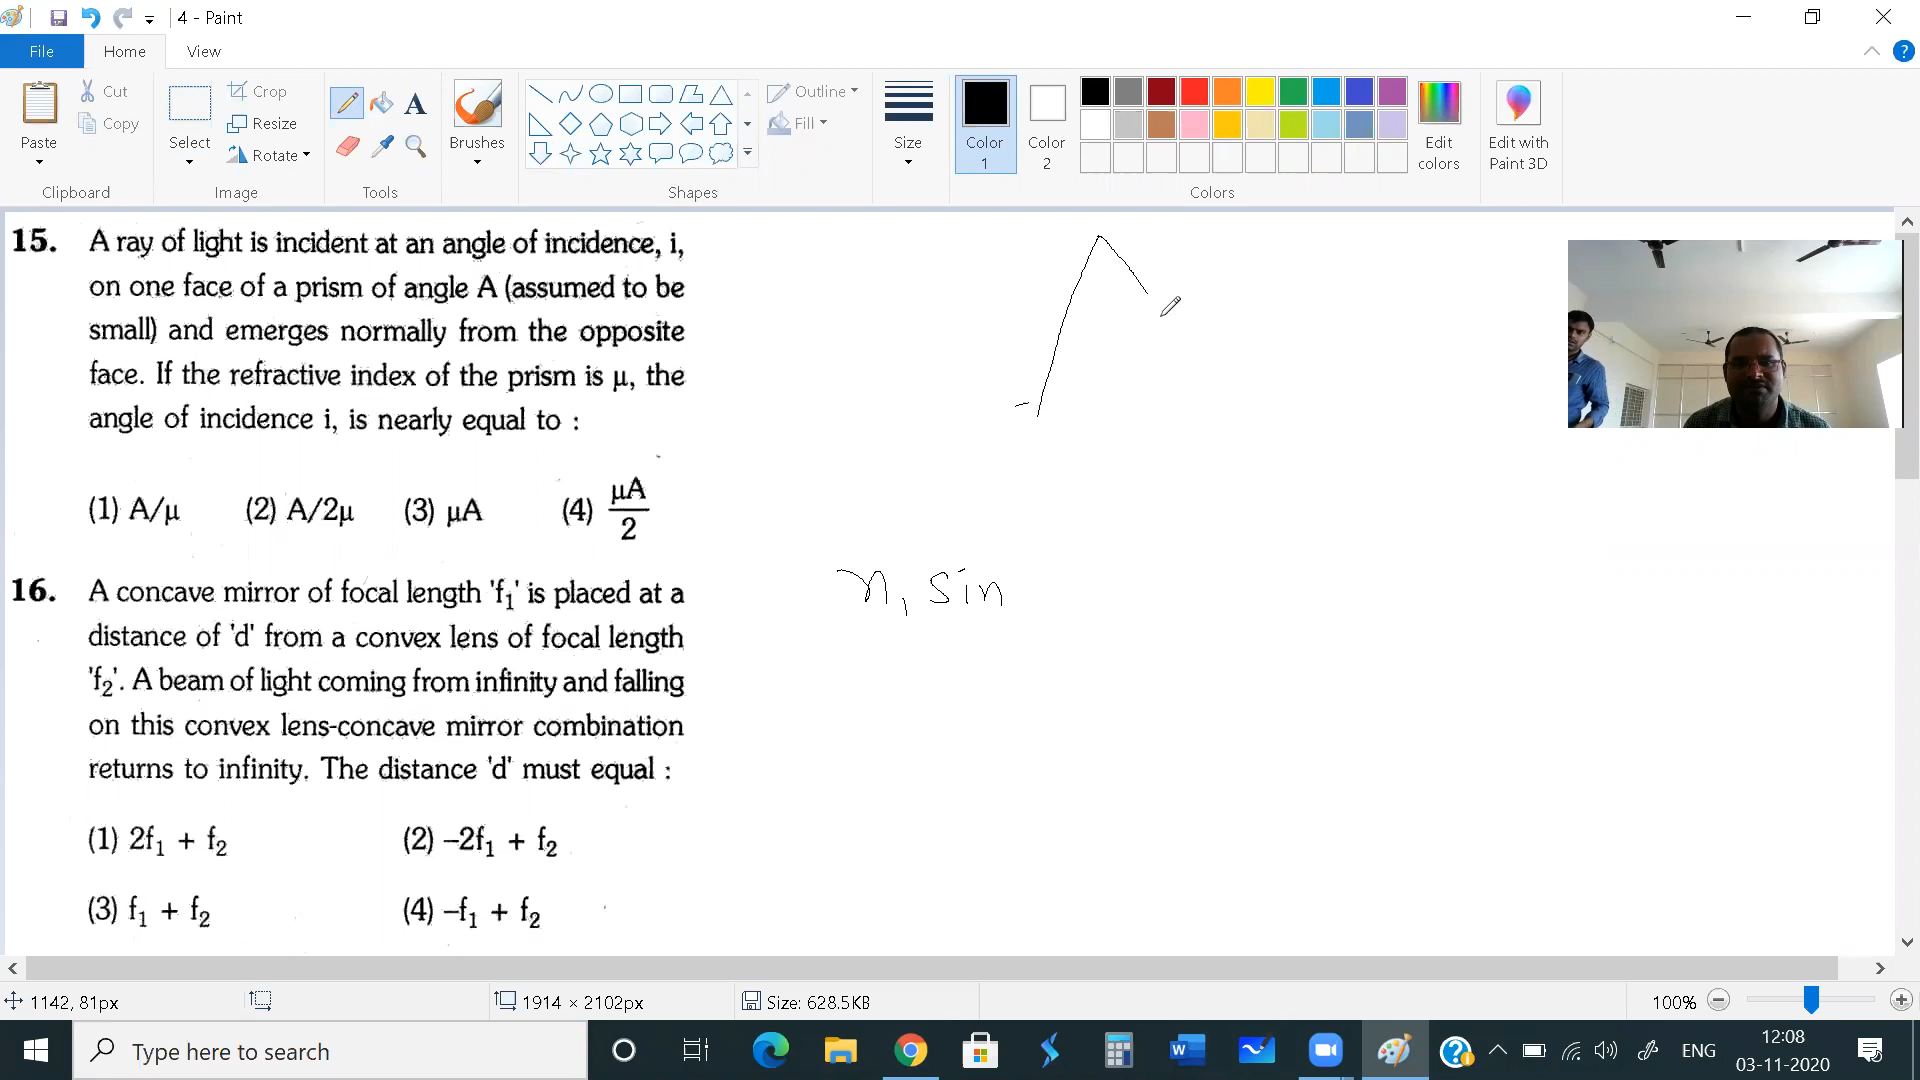 4 - Paint
File Home View
Paste
Cut
Copy
Clipboard
Select
Crop
Resize
Rotate
Image
Tools
Brushes
Shapes
Outline
Fill
Size
Color 1
Color 2
Colors
Edit colors
Edit with Paint 3D
15. A ray of light is incident at an angle of incidence, i,
on one face of a prism of angle A (assumed to be
small) and emerges normally from the opposite
face. If the refractive index of the prism is μ, the
angle of incidence i, is nearly equal to :
(1) A/μ (2) A/2μ (3) μA (4) μA/2
n, sin
16. A concave mirror of focal length 'f₁' is placed at a
distance of 'd' from a convex lens of focal length
'f₂'. A beam of light coming from infinity and falling
on this convex lens-concave mirror combination
returns to infinity. The distance 'd' must equal :
(1) 2f₁ + f₂ (2) –2f₁ + f₂
(3) f₁ + f₂ (4) –f₁ + f₂
1142, 81px 1914 × 2102px Size: 628.5KB 100%
Type here to search
ENG
12:08
03-11-2020